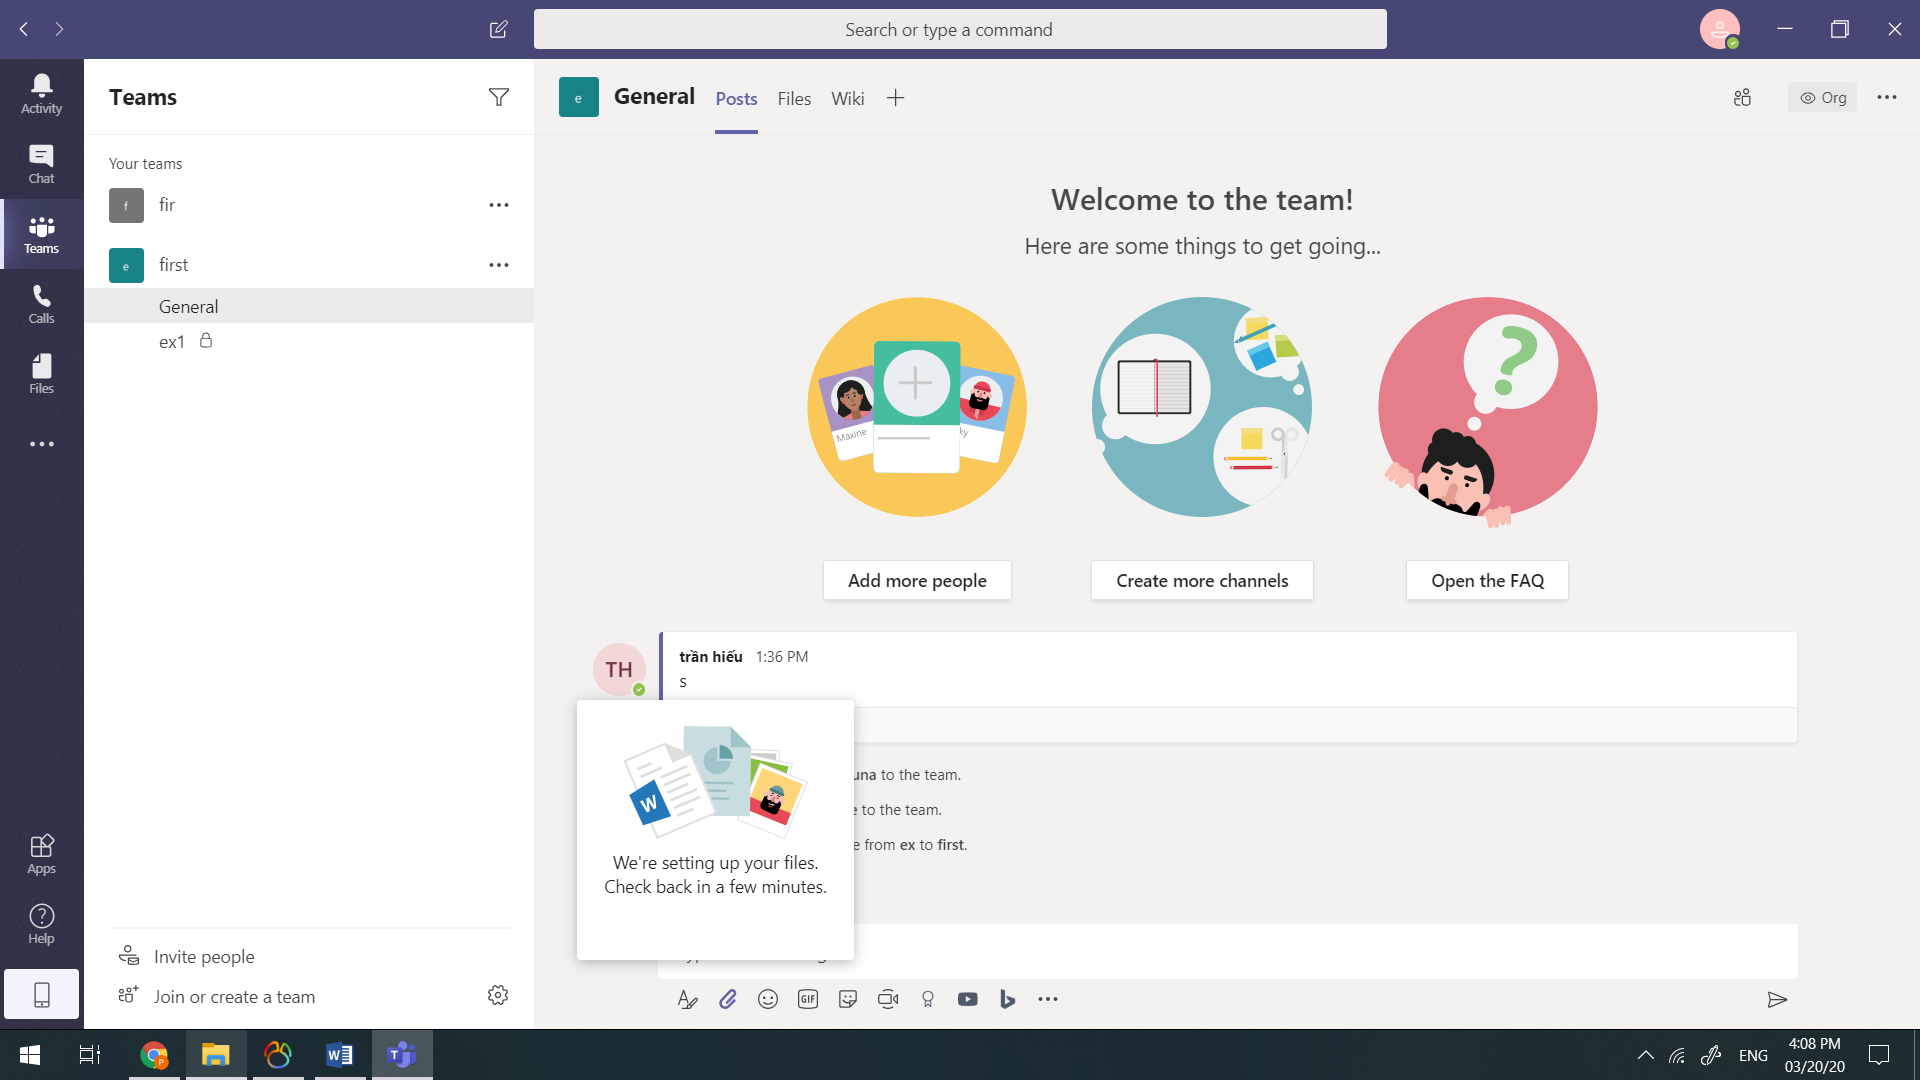 Search or type a command
Activity
Chat
Teams
Calls
Files
Apps
Help
Teams
Your teams
f
fir
e
first
General
ex1
Invite people
Join or create a team
e
General
Posts
Files
Wiki
Org
Welcome to the team!
Here are some things to get going...
Maxine
ky
Add more people
Create more channels
Open the FAQ
TH
trần hiếu 1:36 PM
s
W
We're setting up your files.
Check back in a few minutes.
una to the team.
e to the team.
e from ex to first.
GIF
P
W
T
ENG
4:08 PM
03/20/20